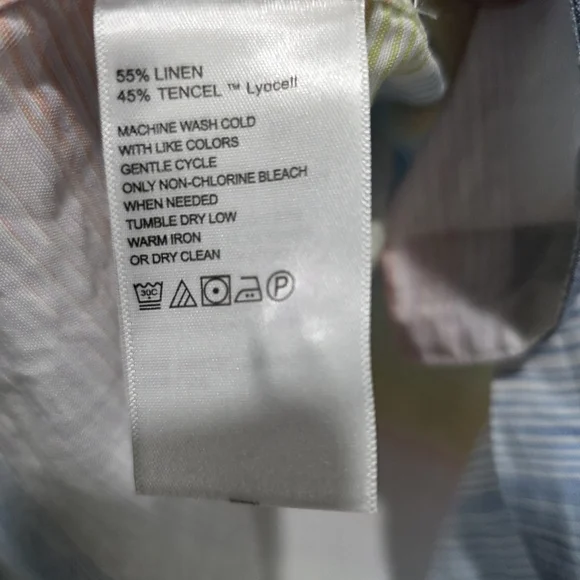 55% LINEN
45% TENCEL ™ Lyocell
MACHINE WASH COLD
WITH LIKE COLORS
GENTLE CYCLE
ONLY NON-CHLORINE BLEACH
WHEN NEEDED
TUMBLE DRY LOW
WARM IRON
OR DRY CLEAN
30C P